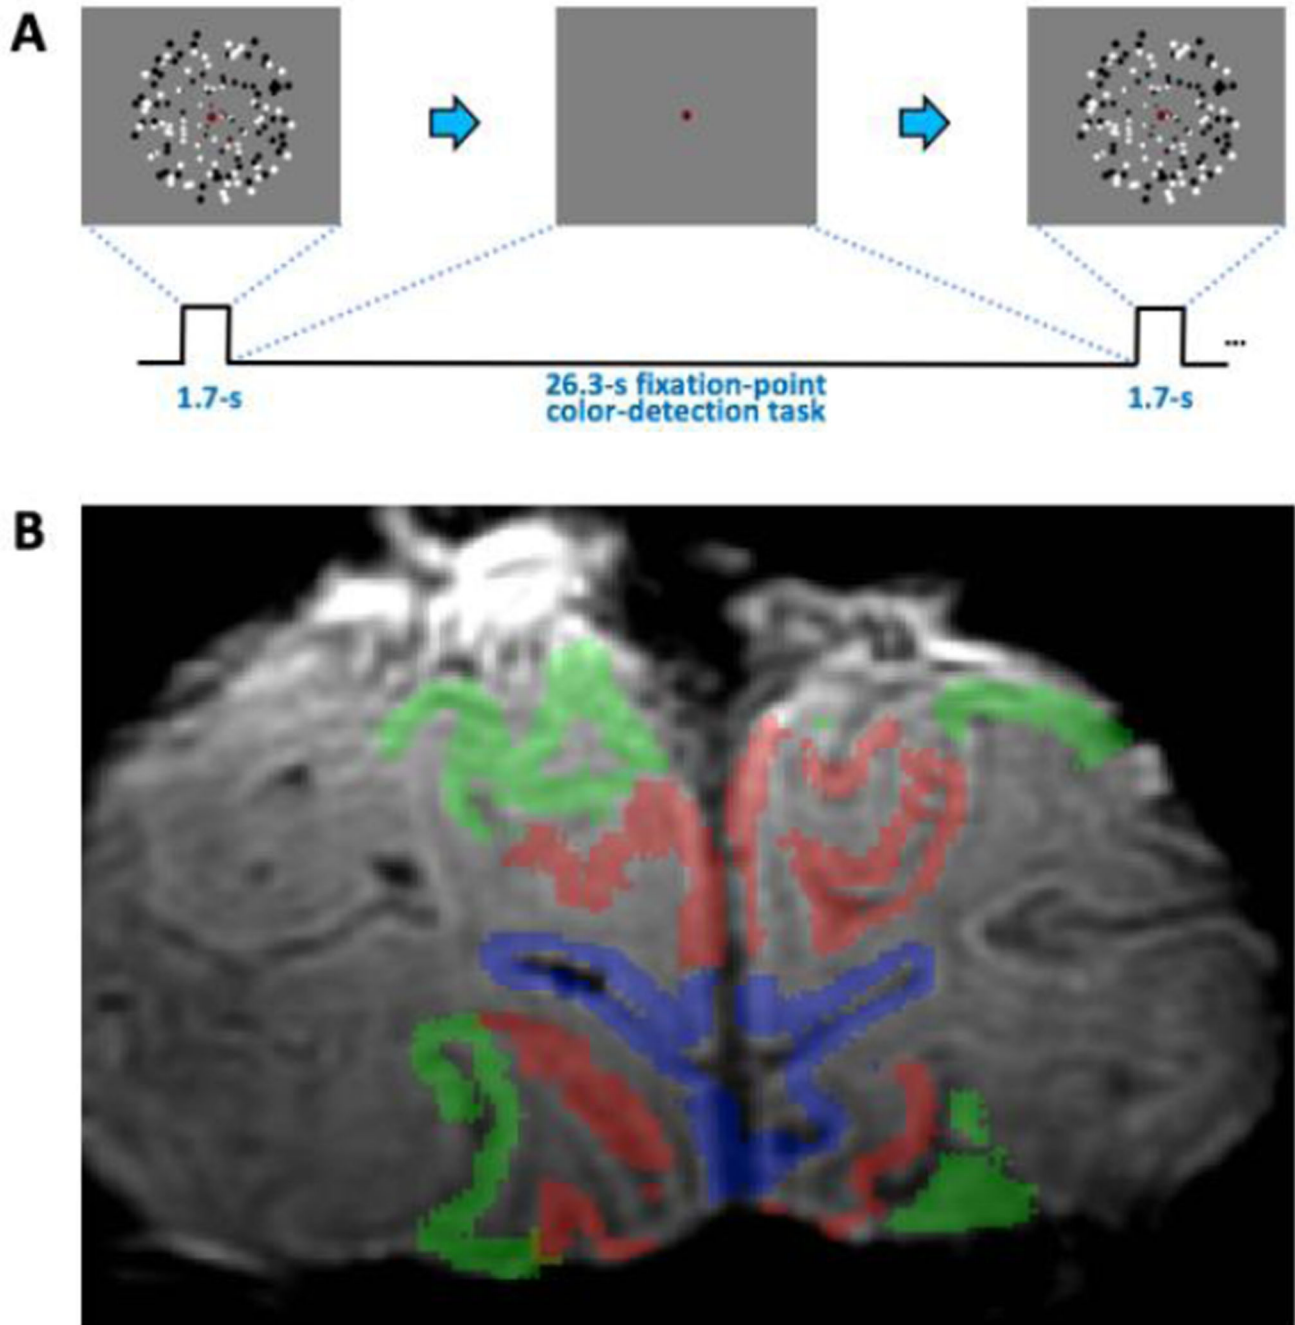 A
1.7-s
26.3-s fixation-point
color-detection task
1.7-s
...
B